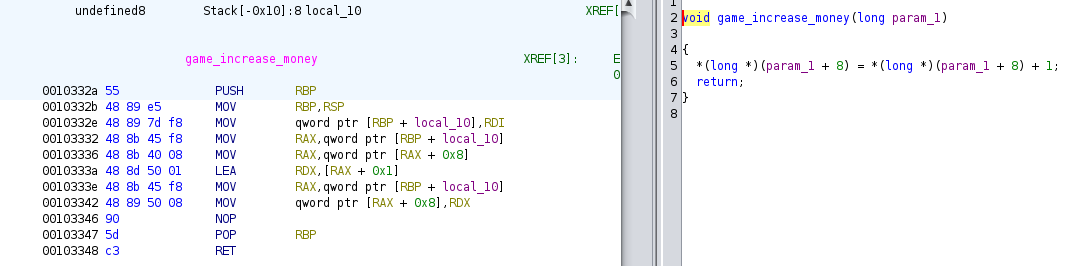 undefined8 Stack[-0x10]:8 local_10 XREF[
game_increase_money XREF[3]: E
0
0010332a 55 PUSH RBP
0010332b 48 89 e5 MOV RBP,RSP
0010332e 48 89 7d f8 MOV qword ptr [RBP + local_10],RDI
00103332 48 8b 45 f8 MOV RAX,qword ptr [RBP + local_10]
00103336 48 8b 40 08 MOV RAX,qword ptr [RAX + 0x8]
0010333a 48 8d 50 01 LEA RDX,[RAX + 0x1]
0010333e 48 8b 45 f8 MOV RAX,qword ptr [RBP + local_10]
00103342 48 89 50 08 MOV qword ptr [RAX + 0x8],RDX
00103346 90 NOP
00103347 5d POP RBP
00103348 c3 RET
1
2 void game_increase_money(long param_1)
3
4 {
5 *(long *)(param_1 + 8) = *(long *)(param_1 + 8) + 1;
6 return;
7 }
8